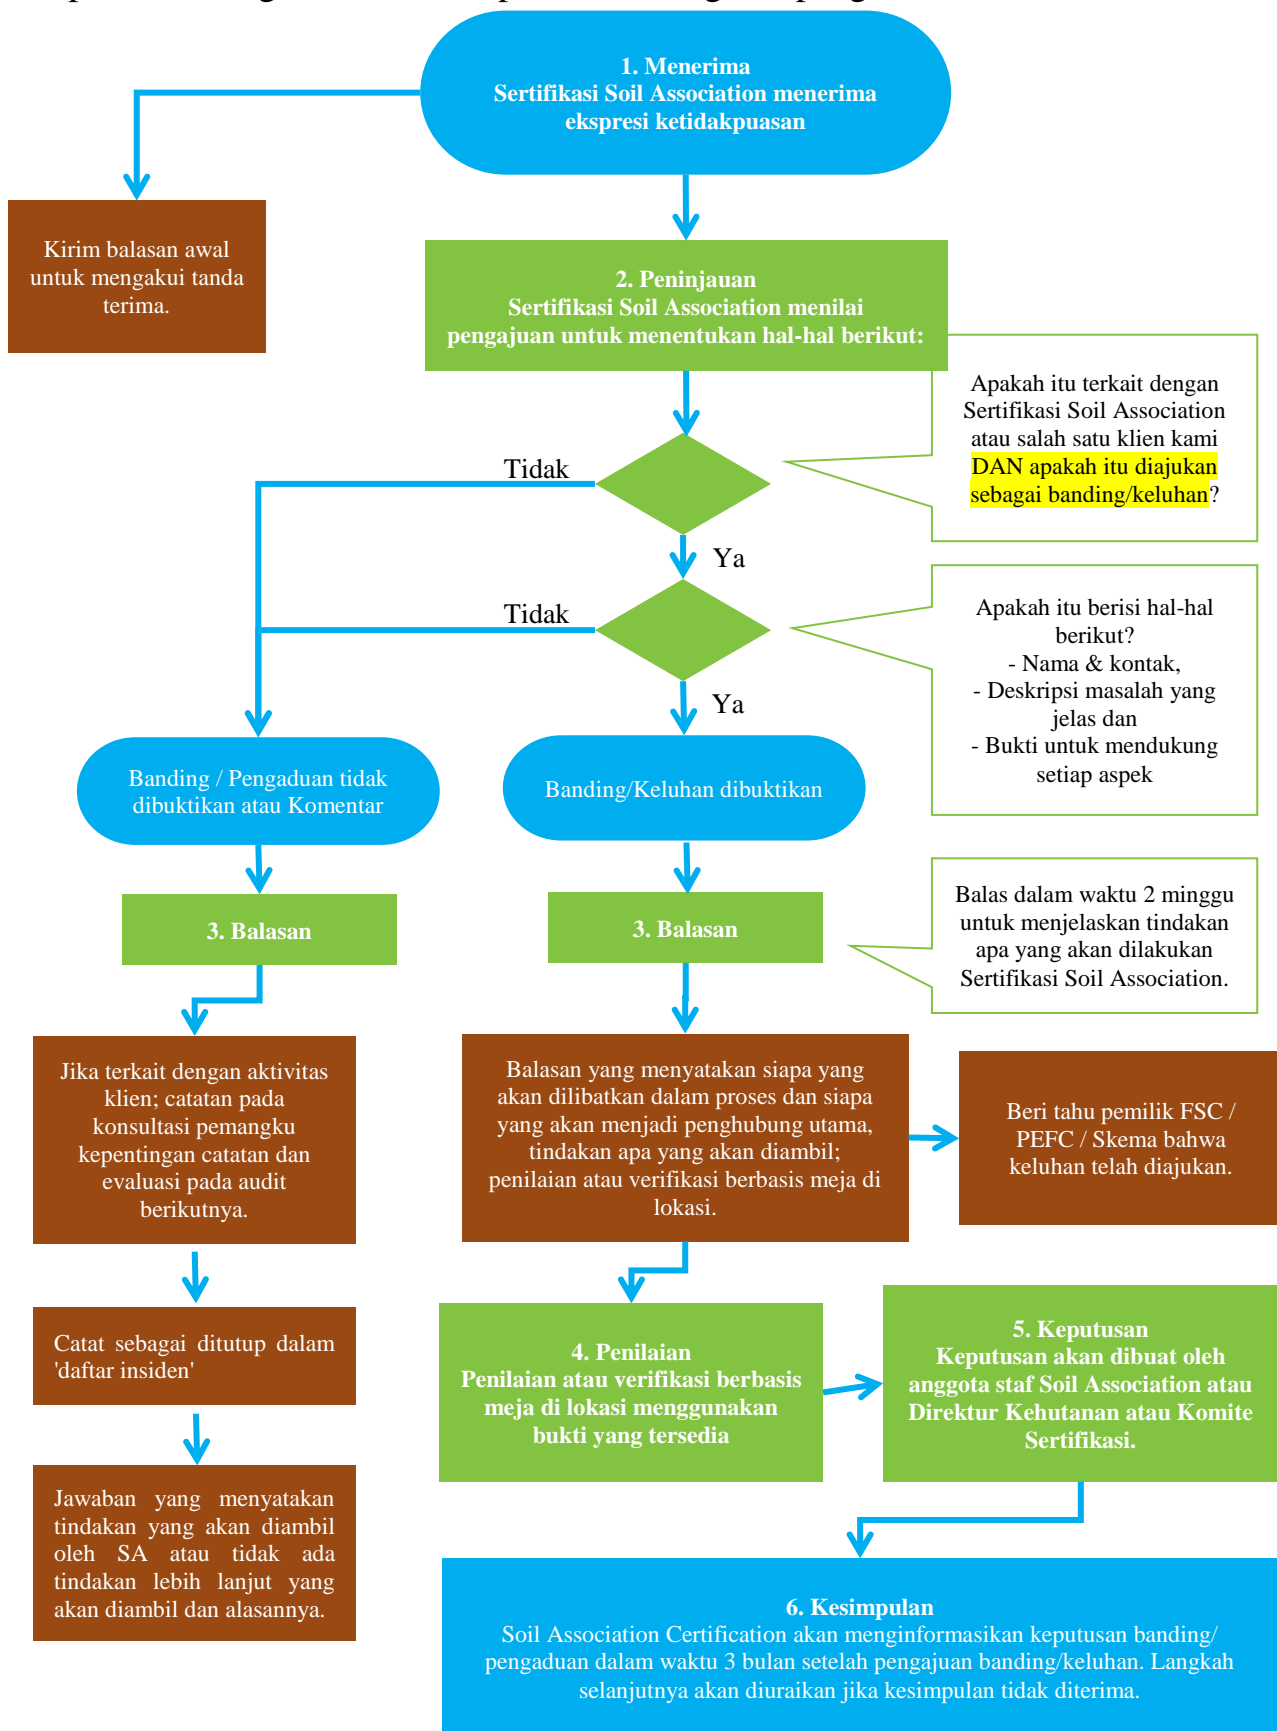 1. Menerima
Sertifikasi Soil Association menerima
ekspresi ketidakpuasan
Kirim balasan awal
untuk mengakui tanda
terima.
2. Peninjauan
Sertifikasi Soil Association menilai
pengajuan untuk menentukan hal-hal berikut:
Apakah itu terkait dengan
Sertifikasi Soil Association
atau salah satu klien kami
DAN apakah itu diajukan
sebagai banding/keluhan?
Tidak
Ya
Apakah itu berisi hal-hal
berikut?
- Nama & kontak,
- Deskripsi masalah yang
jelas dan
- Bukti untuk mendukung
setiap aspek
Tidak
Ya
Banding / Pengaduan tidak
dibuktikan atau Komentar
Banding/Keluhan dibuktikan
3. Balasan
3. Balasan
Balas dalam waktu 2 minggu
untuk menjelaskan tindakan
apa yang akan dilakukan
Sertifikasi Soil Association.
Jika terkait dengan aktivitas
klien; catatan pada
konsultasi pemangku
kepentingan catatan dan
evaluasi pada audit
berikutnya.
Balasan yang menyatakan siapa yang
akan dilibatkan dalam proses dan siapa
yang akan menjadi penghubung utama,
tindakan apa yang akan diambil;
penilaian atau verifikasi berbasis meja di
lokasi.
Beri tahu pemilik FSC /
PEFC / Skema bahwa
keluhan telah diajukan.
Catat sebagai ditutup dalam
'daftar insiden'
4. Penilaian
Penilaian atau verifikasi berbasis
meja di lokasi menggunakan
bukti yang tersedia
5. Keputusan
Keputusan akan dibuat oleh
anggota staf Soil Association atau
Direktur Kehutanan atau Komite
Sertifikasi.
Jawaban yang menyatakan
tindakan yang akan diambil
oleh SA atau tidak ada
tindakan lebih lanjut yang
akan diambil dan alasannya.
6. Kesimpulan
Soil Association Certification akan menginformasikan keputusan banding/
pengaduan dalam waktu 3 bulan setelah pengajuan banding/keluhan. Langkah
selanjutnya akan diuraikan jika kesimpulan tidak diterima.